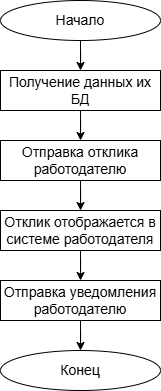 Начало
Получение данных их
БД
Отправка отклика
работодателю
Отклик отображается в
системе работодателя
Отправка уведомления
работодателю
Конец